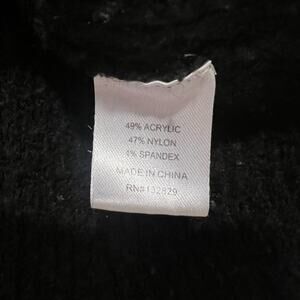 49% ACRYLIC
47% NYLON
4% SPANDEX
MADE IN CHINA
RN#132829